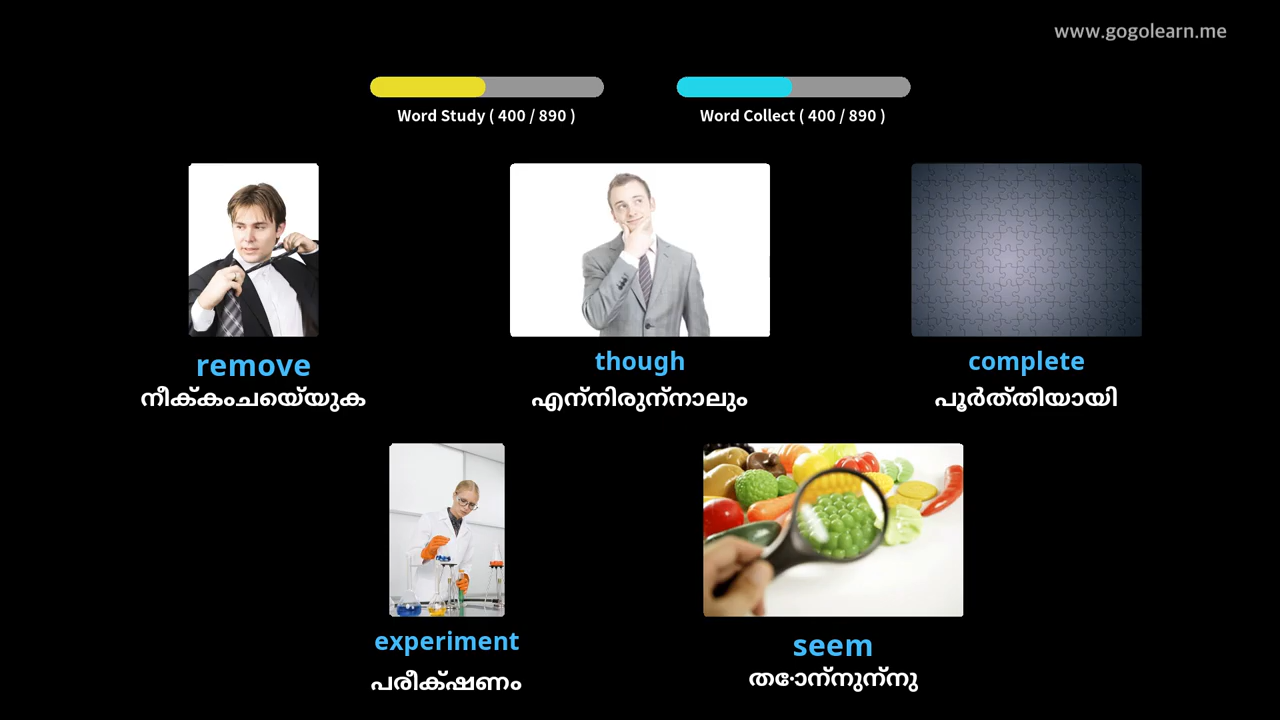 www.gogolearn.me
Word Study ( 400 / 890 )
Word Collect ( 400 / 890 )
remove
നീക്കംചെയ്യുക
though
എന്നിരുന്നാലും
complete
പൂർത്തിയായി
experiment
പരീക്ഷണം
seem
തോന്നുന്നു